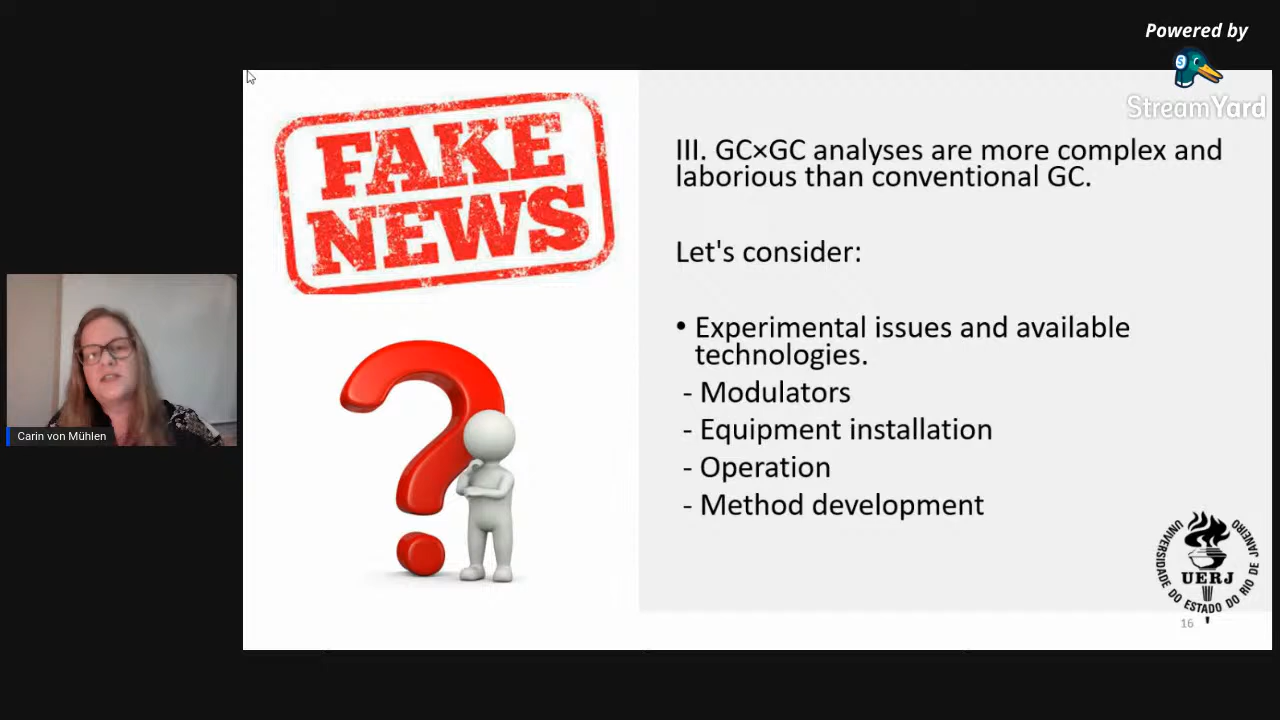 Powered by
StreamYard
FAKE
NEWS
III. GC×GC analyses are more complex and
laborious than conventional GC.
Let's consider:
• Experimental issues and available
technologies.
- Modulators
- Equipment installation
- Operation
- Method development
Carin von Mühlen
UNIVERSIDADE DO ESTADO DO RIO DE JANEIRO
UERJ
16